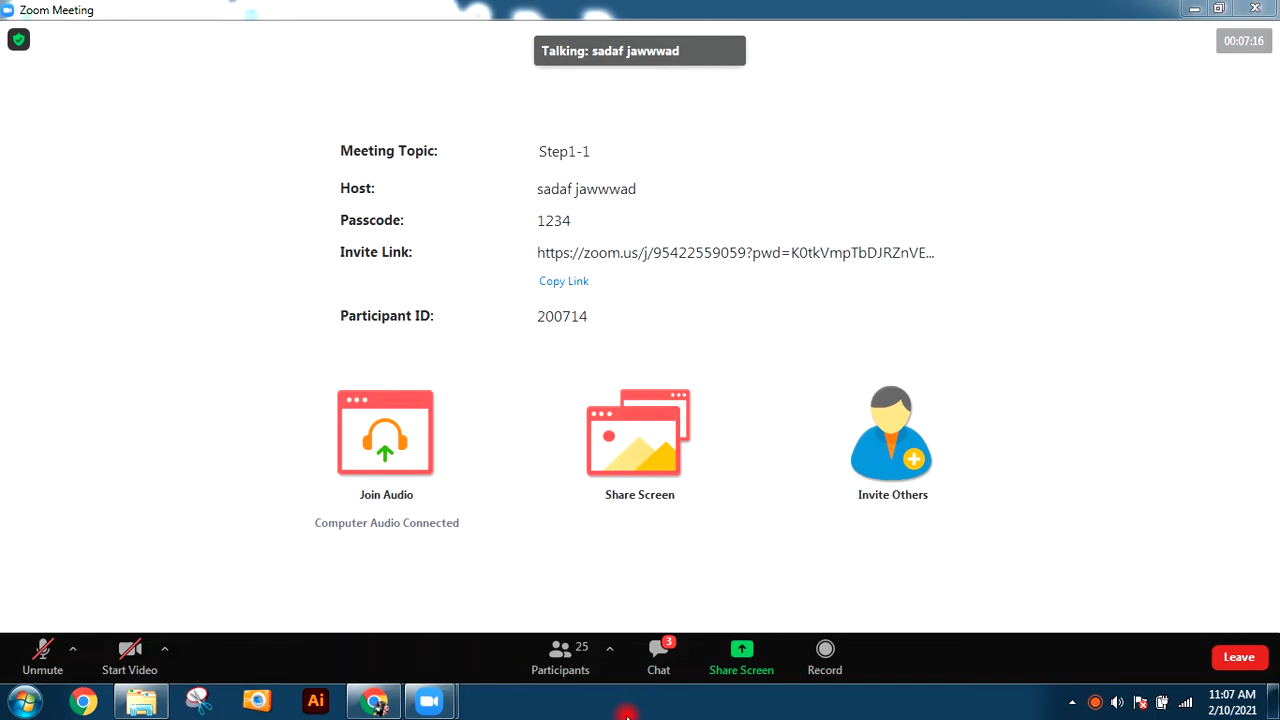 Zoom Meeting
Talking: sadaf jawwwad
00:07:16
Meeting Topic: Step1-1
Host: sadaf jawwwad
Passcode: 1234
Invite Link: https://zoom.us/j/95422559059?pwd=K0tkVmpTbDJRZnVE...
Copy Link
Participant ID: 200714
Join Audio Share Screen Invite Others
Computer Audio Connected
25 3
Unmute Start Video Participants Chat Share Screen Record Leave
Ai 11:07 AM
2/10/2021